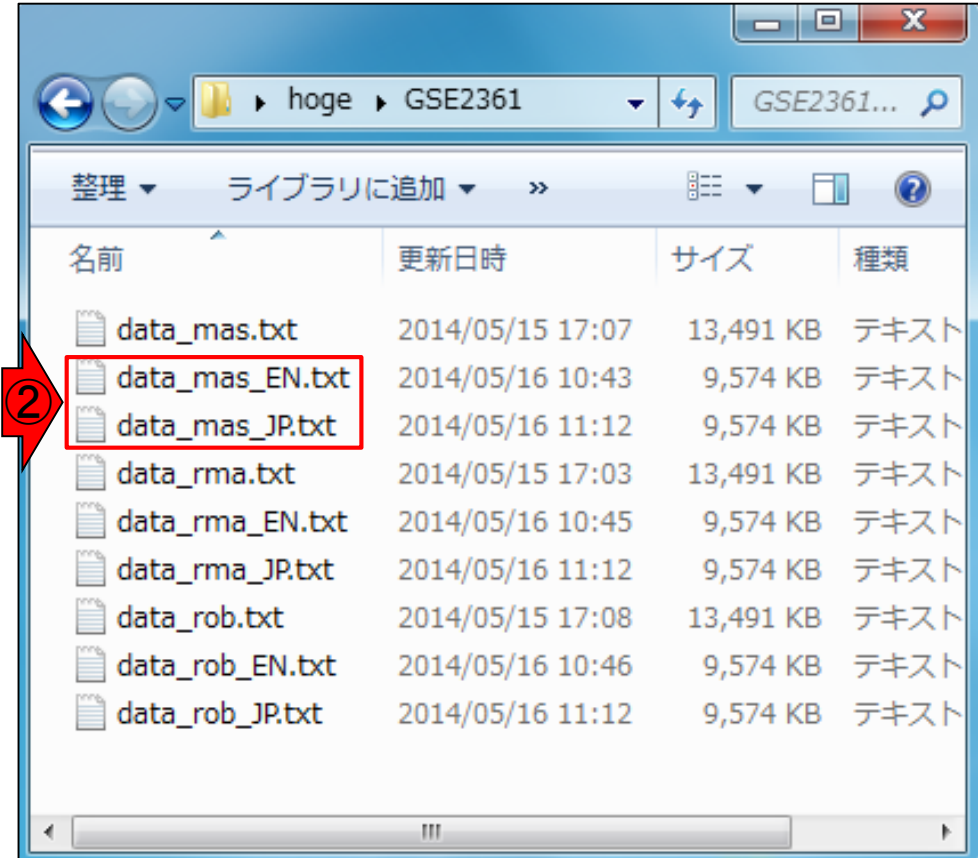 hoge GSE2361 GSE2361...
整理 ライブラリに追加 »
名前 更新日時 サイズ 種類
data_mas.txt 2014/05/15 17:07 13,491 KB テキスト
data_mas_EN.txt 2014/05/16 10:43 9,574 KB テキスト
② data_mas_JP.txt 2014/05/16 11:12 9,574 KB テキスト
data_rma.txt 2014/05/15 17:03 13,491 KB テキスト
data_rma_EN.txt 2014/05/16 10:45 9,574 KB テキスト
data_rma_JP.txt 2014/05/16 11:12 9,574 KB テキスト
data_rob.txt 2014/05/15 17:08 13,491 KB テキスト
data_rob_EN.txt 2014/05/16 10:46 9,574 KB テキスト
data_rob_JP.txt 2014/05/16 11:12 9,574 KB テキスト